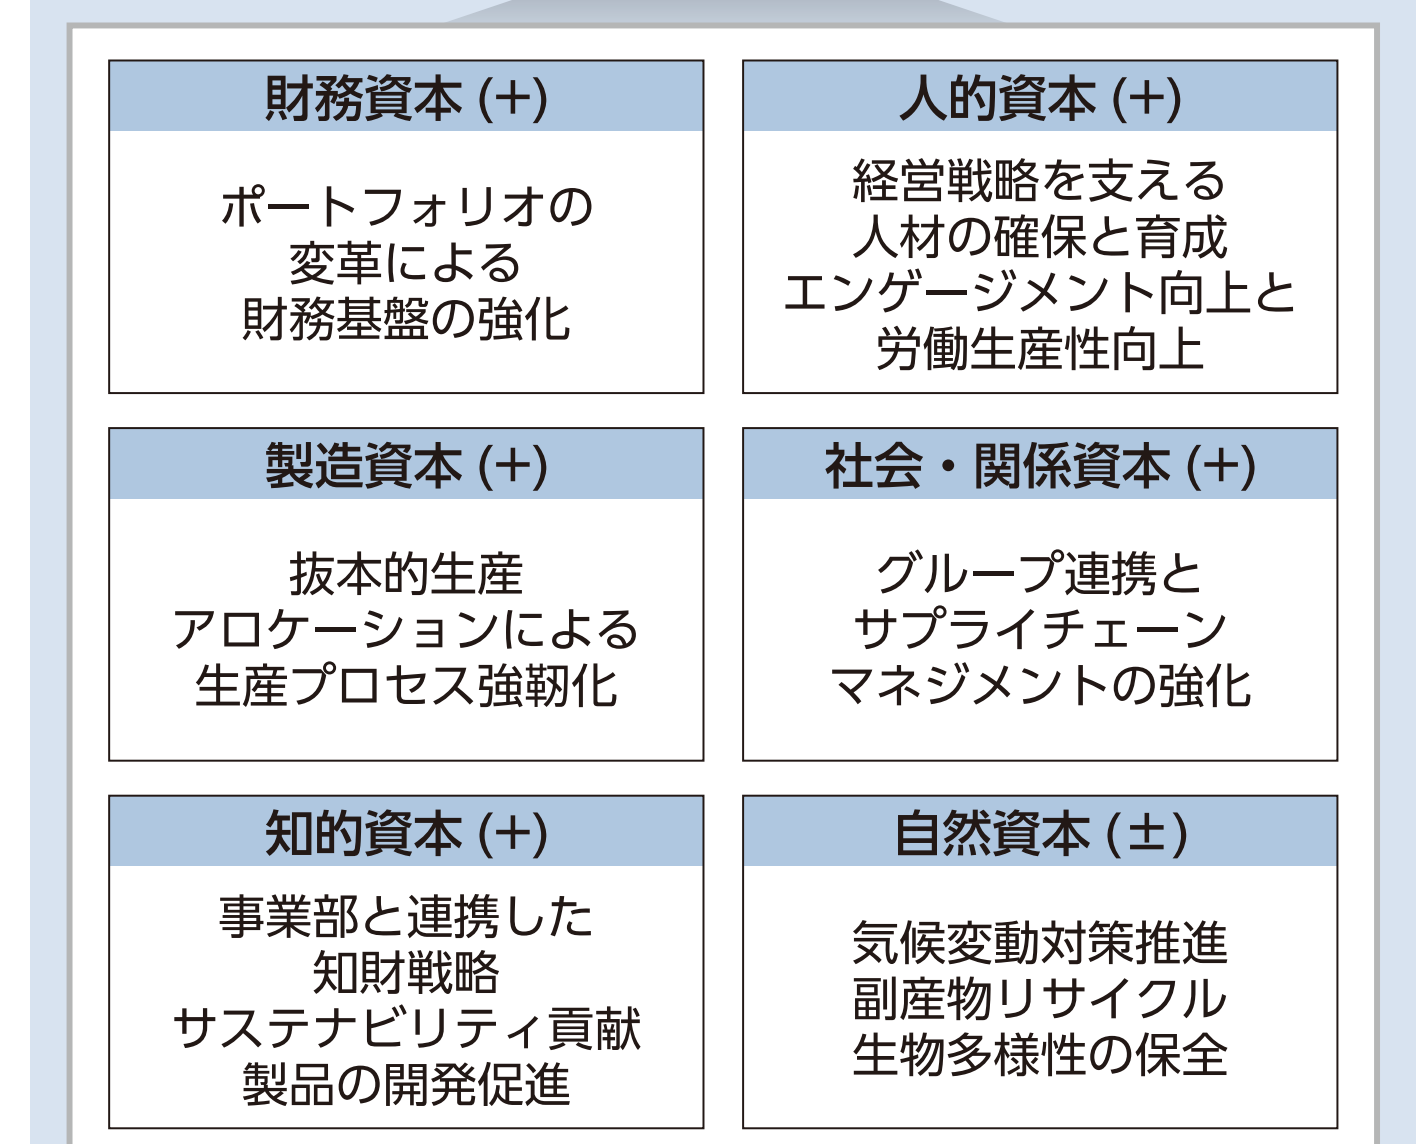 財務資本 (+)
ポートフォリオの
変革による
財務基盤の強化
人的資本 (+)
経営戦略を支える
人材の確保と育成
エンゲージメント向上と
労働生産性向上
製造資本 (+)
抜本的生産
アロケーションによる
生産プロセス強靭化
社会・関係資本 (+)
グループ連携と
サプライチェーン
マネジメントの強化
知的資本 (+)
事業部と連携した
知財戦略
サステナビリティ貢献
製品の開発促進
自然資本 (±)
気候変動対策推進
副産物リサイクル
生物多様性の保全